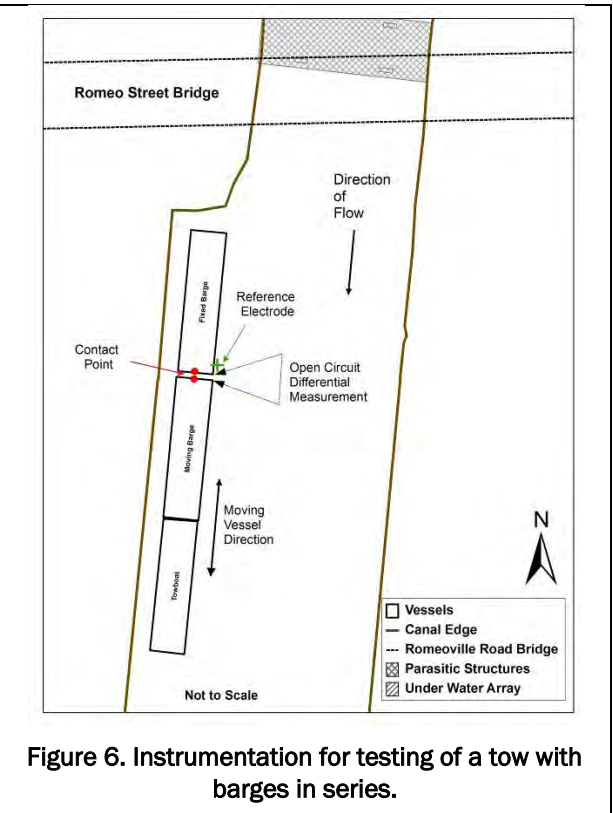 Romeo Street Bridge
Direction
of
Flow
Fixed Barge
Reference
Electrode
Contact
Point
Open Circuit
Differential
Measurement
Moving Barge
Moving
Vessel
Direction
Towboat
N
Vessels
Canal Edge
Romeoville Road Bridge
Parasitic Structures
Under Water Array
Not to Scale
Figure 6. Instrumentation for testing of a tow with
barges in series.